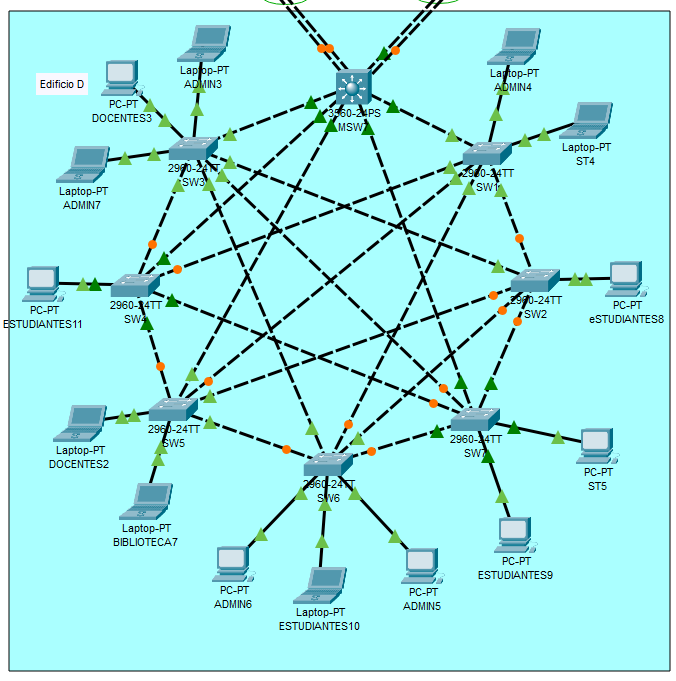 Edificio D
PC-PT
DOCENTES3
Laptop-PT
ADMIN3
3560-24PS
MSW1
Laptop-PT
ADMIN4
Laptop-PT
ST4
2960-24TT
SW3
2960-24TT
SW1
Laptop-PT
ADMIN7
PC-PT
ESTUDIANTES11
2960-24TT
SW4
2960-24TT
SW2
PC-PT
eSTUDIANTES8
Laptop-PT
DOCENTES2
2960-24TT
SW5
2960-24TT
SW7
PC-PT
ST5
2960-24TT
SW6
Laptop-PT
BIBLIOTECA7
PC-PT
ADMIN6
Laptop-PT
ESTUDIANTES10
PC-PT
ADMIN5
PC-PT
ESTUDIANTES9